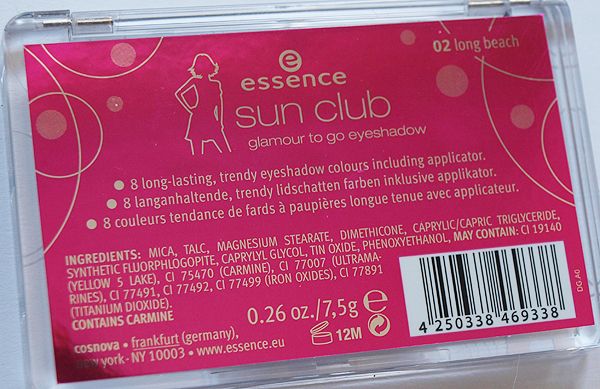 02 long beach
e
essence
sun club
glamour to go eyeshadow
8 long-lasting, trendy eyeshadow colours including applicator.
8 langanhaltende, trendy lidschatten farben inklusive applikator.
8 couleurs tendance de fards à paupières longue tenue avec applicateur.
INGREDIENTS: MICA, TALC, MAGNESIUM STEARATE, DIMETHICONE, CAPRYLIC/CAPRIC TRIGLYCERIDE,
SYNTHETIC FLUORPHLOGOPITE, CAPRYLYL GLYCOL, TIN OXIDE, PHENOXYETHANOL, MAY CONTAIN: CI 19140
(YELLOW 5 LAKE), CI 75470 (CARMINE), CI 77007 (ULTRAMA-
RINES), CI 77491, CI 77492, CI 77499 (IRON OXIDES), CI 77891
(TITANIUM DIOXIDE).
CONTAINS CARMINE
0.26 oz./7,5g e
12M
cosnova • frankfurt (germany),
new york - NY 10003 • www.essence.eu
4 250338 469338
DG A0